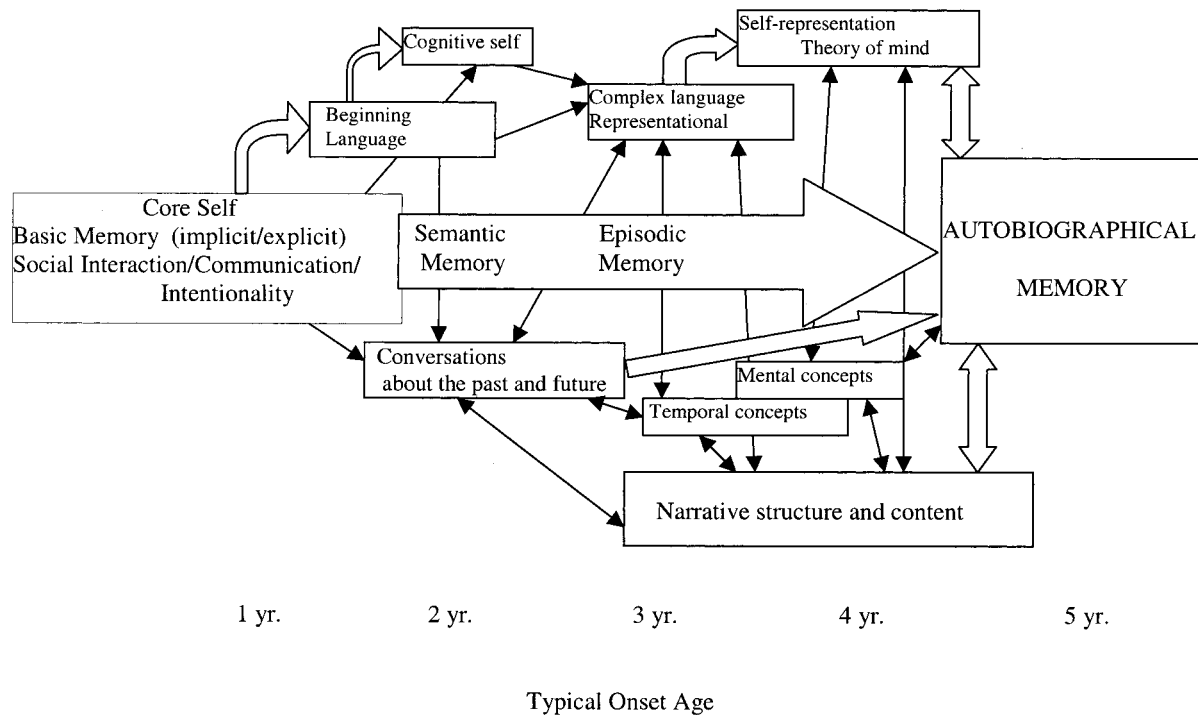 Self-representation
Theory of mind
Cognitive self
Complex language
Representational
Beginning
Language
Core Self
Basic Memory (implicit/explicit)
Social Interaction/Communication/
Intentionality
Semantic
Memory
Episodic
Memory
AUTOBIOGRAPHICAL
MEMORY
Conversations
about the past and future
Mental concepts
Temporal concepts
Narrative structure and content
1 yr.
2 yr.
3 yr.
4 yr.
5 yr.
Typical Onset Age